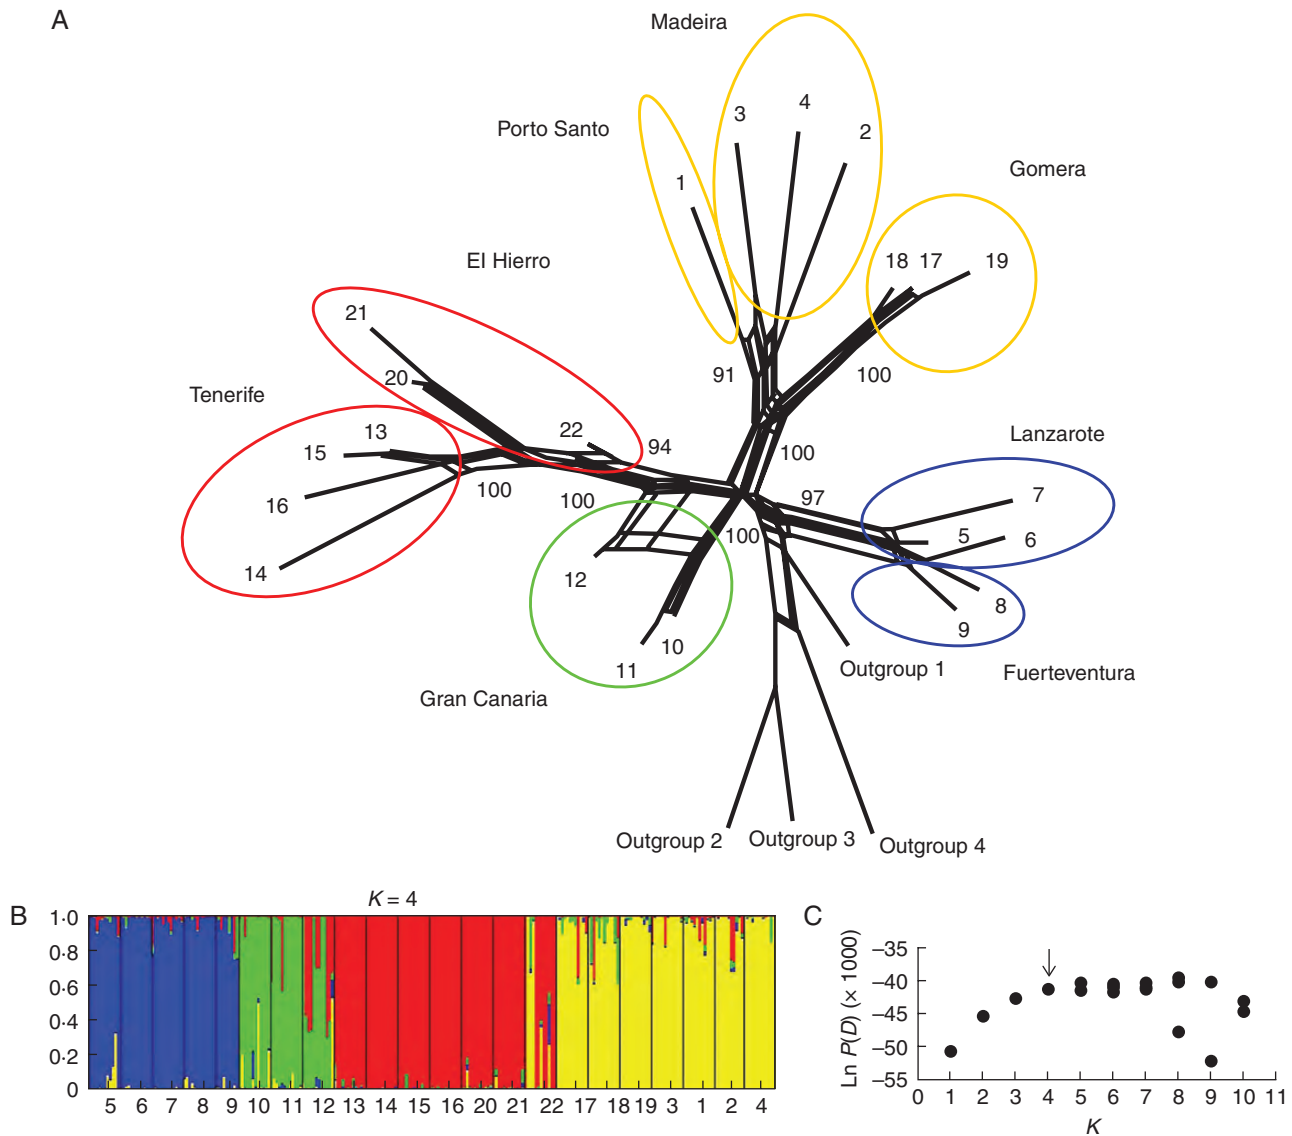 A
Madeira
3
4
2
Porto Santo
1
Gomera
18
17
19
El Hierro
21
20
91
100
Tenerife
13
15
22
94
100
Lanzarote
16
100
100
97
7
5
6
100
14
12
8
9
10
11
Outgroup 1
Fuerteventura
Gran Canaria
Outgroup 2
Outgroup 3
Outgroup 4
B
K = 4
1·0
0·8
0·6
0·4
0·2
0
5 6 7 8 9 10 11 12 13 14 15 16 20 21 22 17 18 19 3 1 2 4
C
Ln P(D) (× 1000)
−35
−40
−45
−50
−55
0 1 2 3 4 5 6 7 8 9 10 11
K